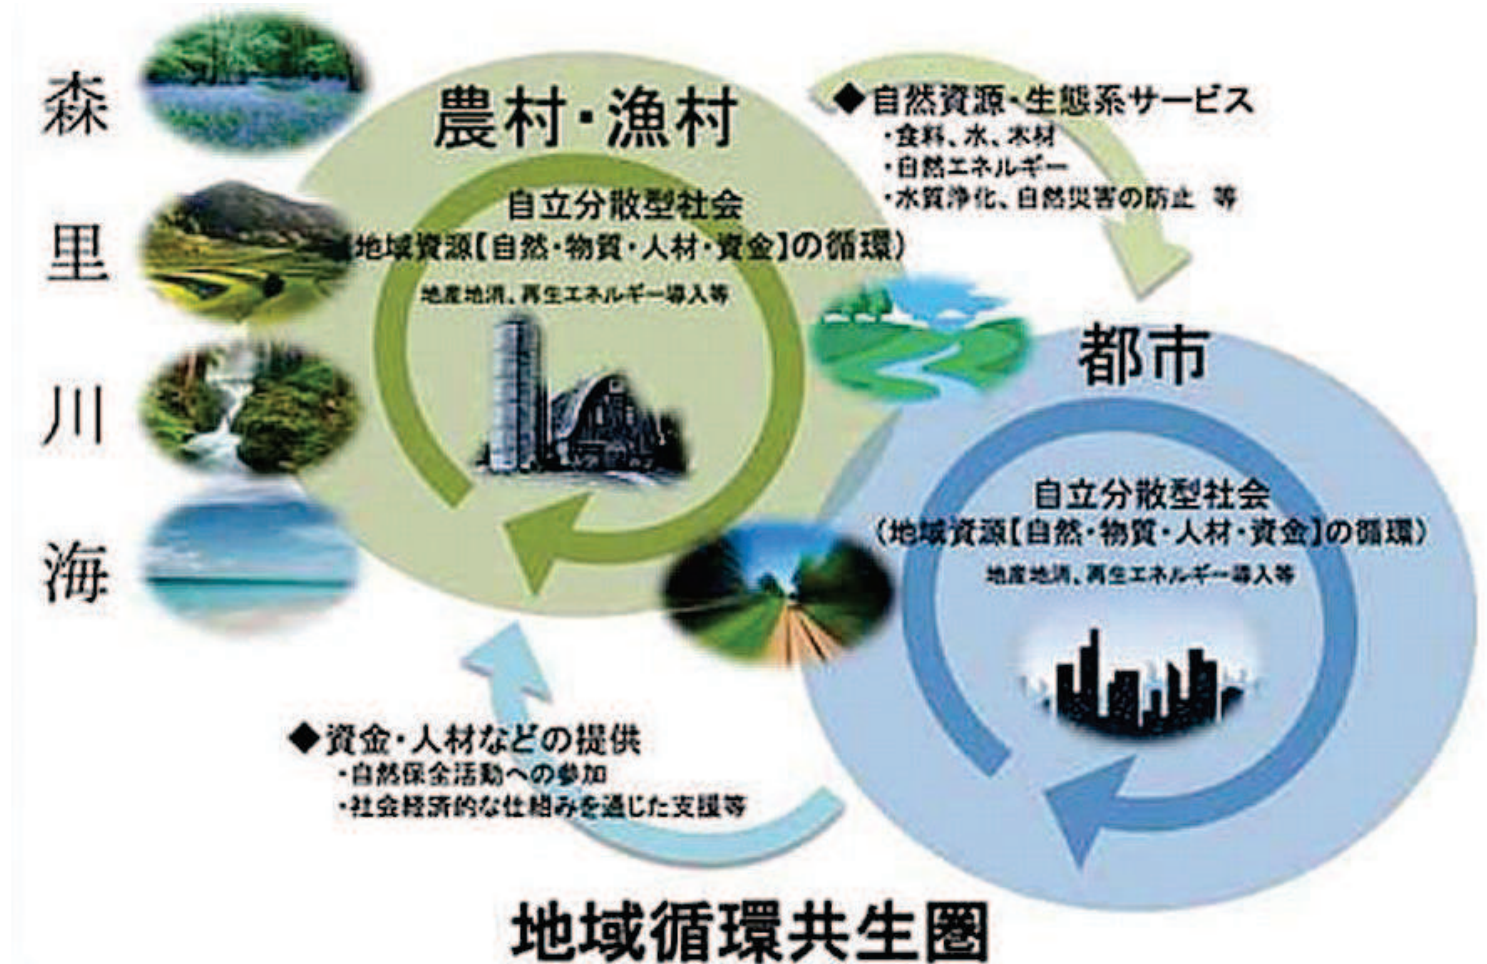 森
里
川
海
農村・漁村
自立分散型社会
(地域資源【自然・物質・人材・資金】の循環)
地産地消、再生エネルギー導入等
◆自然資源・生態系サービス
・食料、水、木材
・自然エネルギー
・水質浄化、自然災害の防止 等
都市
自立分散型社会
(地域資源【自然・物質・人材・資金】の循環)
地産地消、再生エネルギー導入等
◆資金・人材などの提供
・自然保全活動への参加
・社会経済的な仕組みを通じた支援等
地域循環共生圏